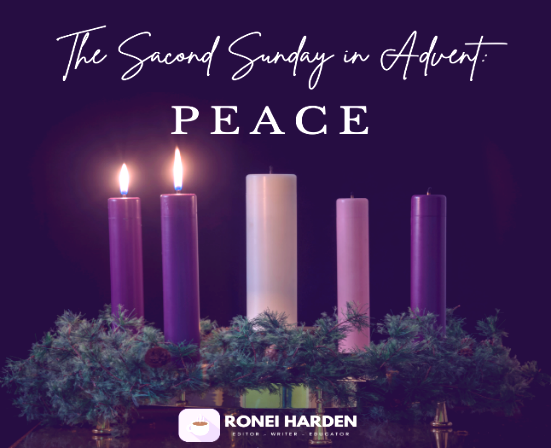 The Sacond Sunday in Advent:
PEACE
RONEI HARDEN
EDITOR - WRITER - EDUCATOR